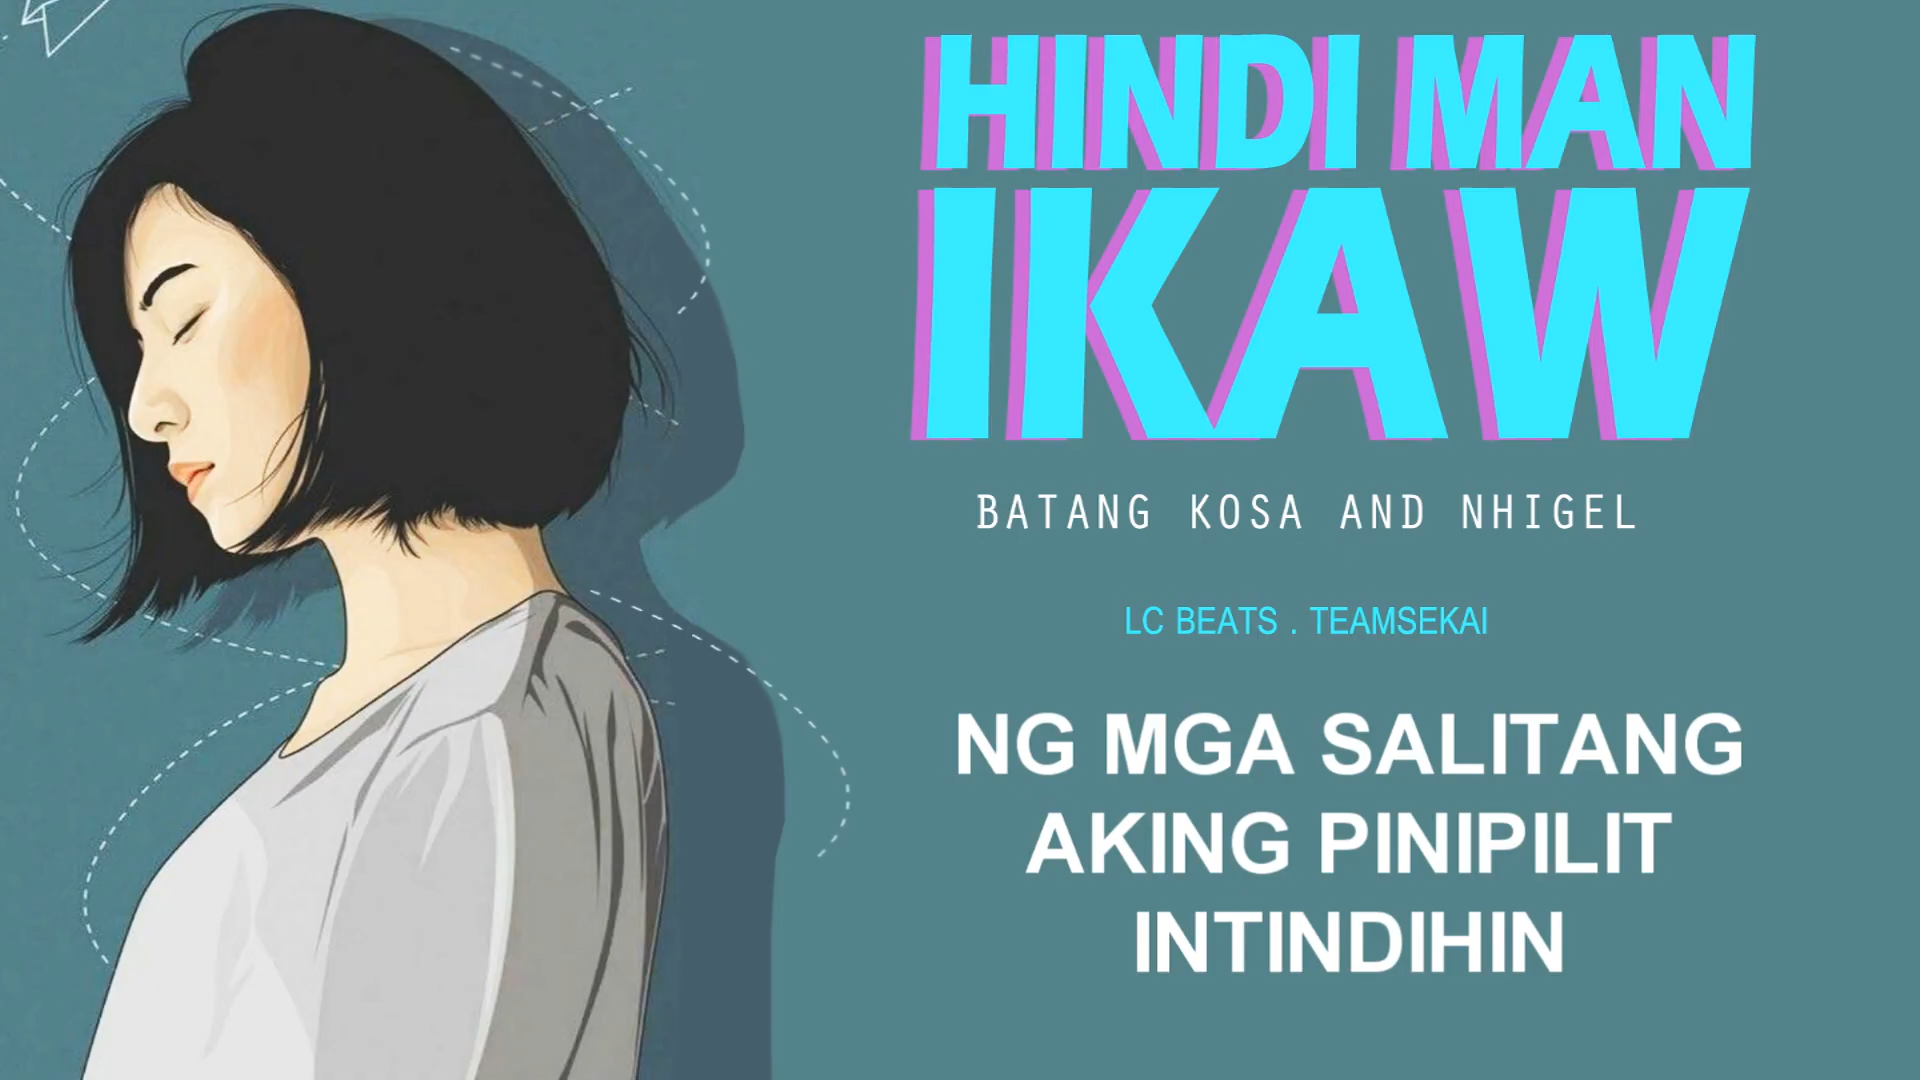 HINDI MAN
IKAW
BATANG KOSA AND NHIGEL
LC BEATS . TEAMSEKAI
NG MGA SALITANG
AKING PINIPILIT
INTINDIHIN